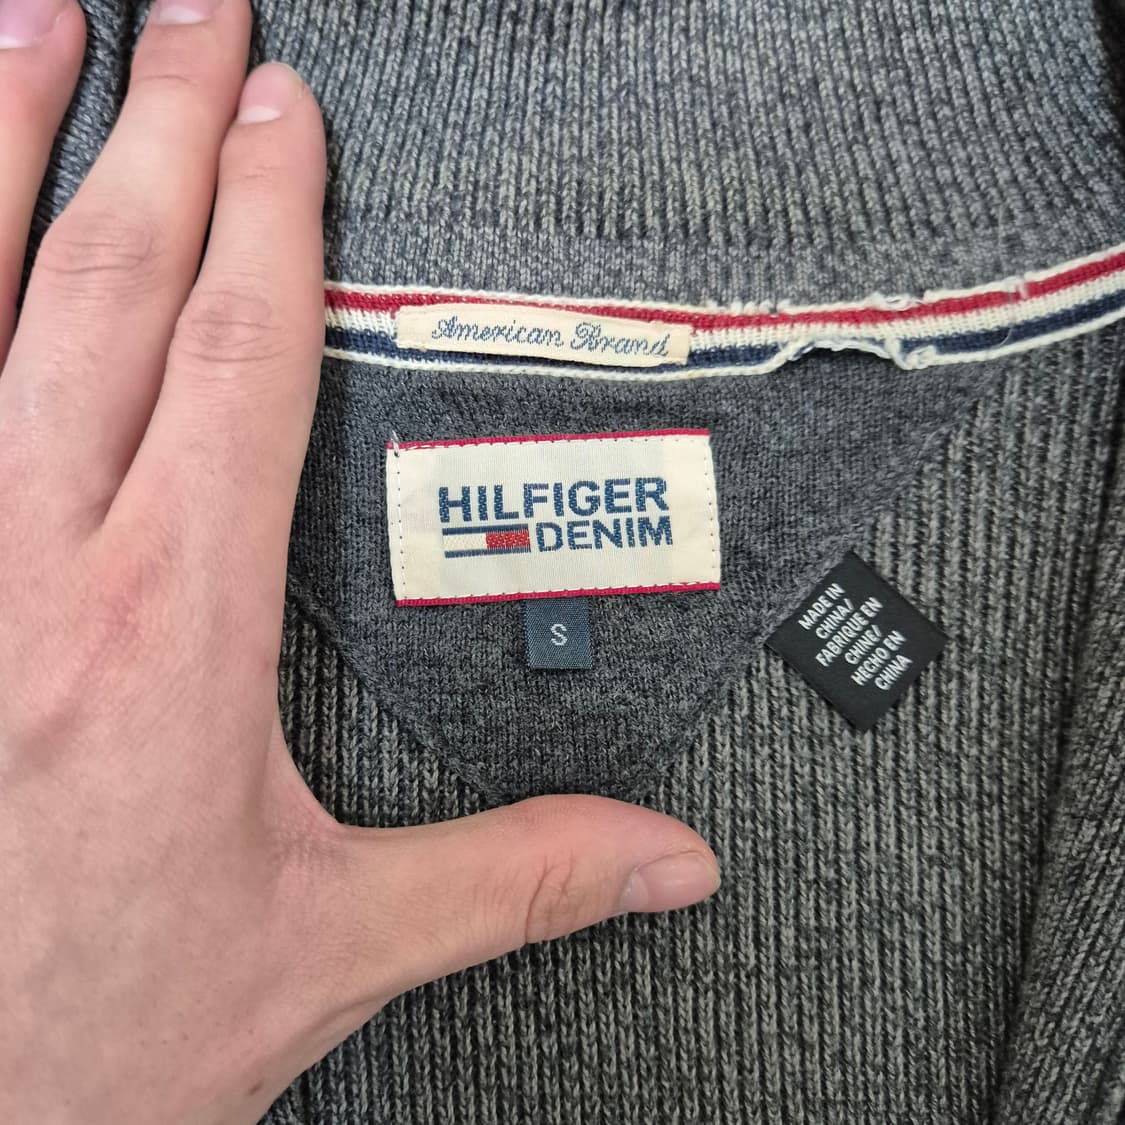 American Brand
HILFIGER
DENIM
S
MADE IN
CHINA/
FABRIQUE EN
CHINE/
HECHO EN
CHINA